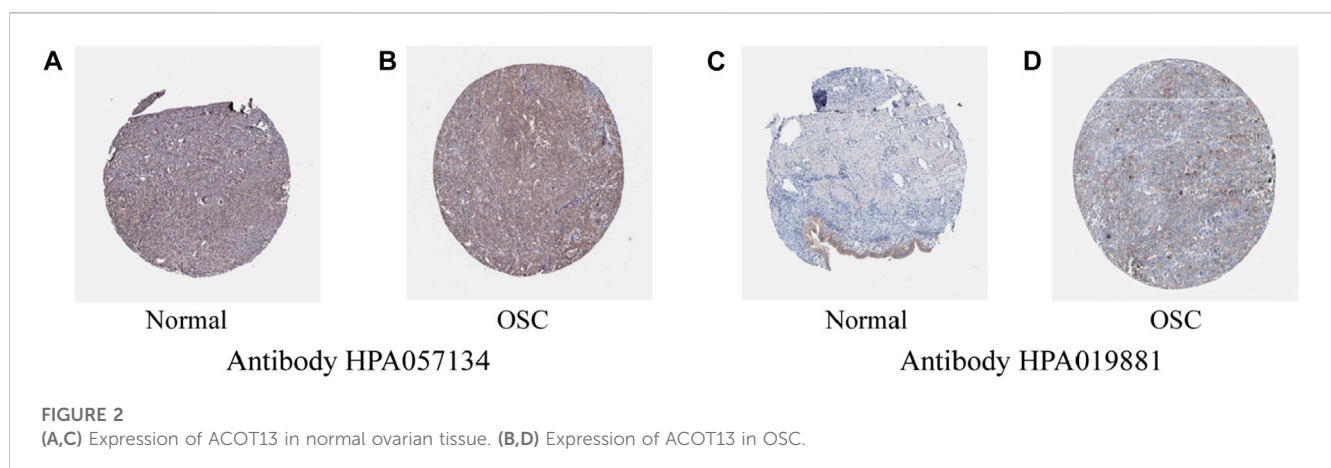 A
B
C
D
Normal
OSC
Normal
OSC
Antibody HPA057134
Antibody HPA019881
FIGURE 2
(A,C) Expression of ACOT13 in normal ovarian tissue. (B,D) Expression of ACOT13 in OSC.